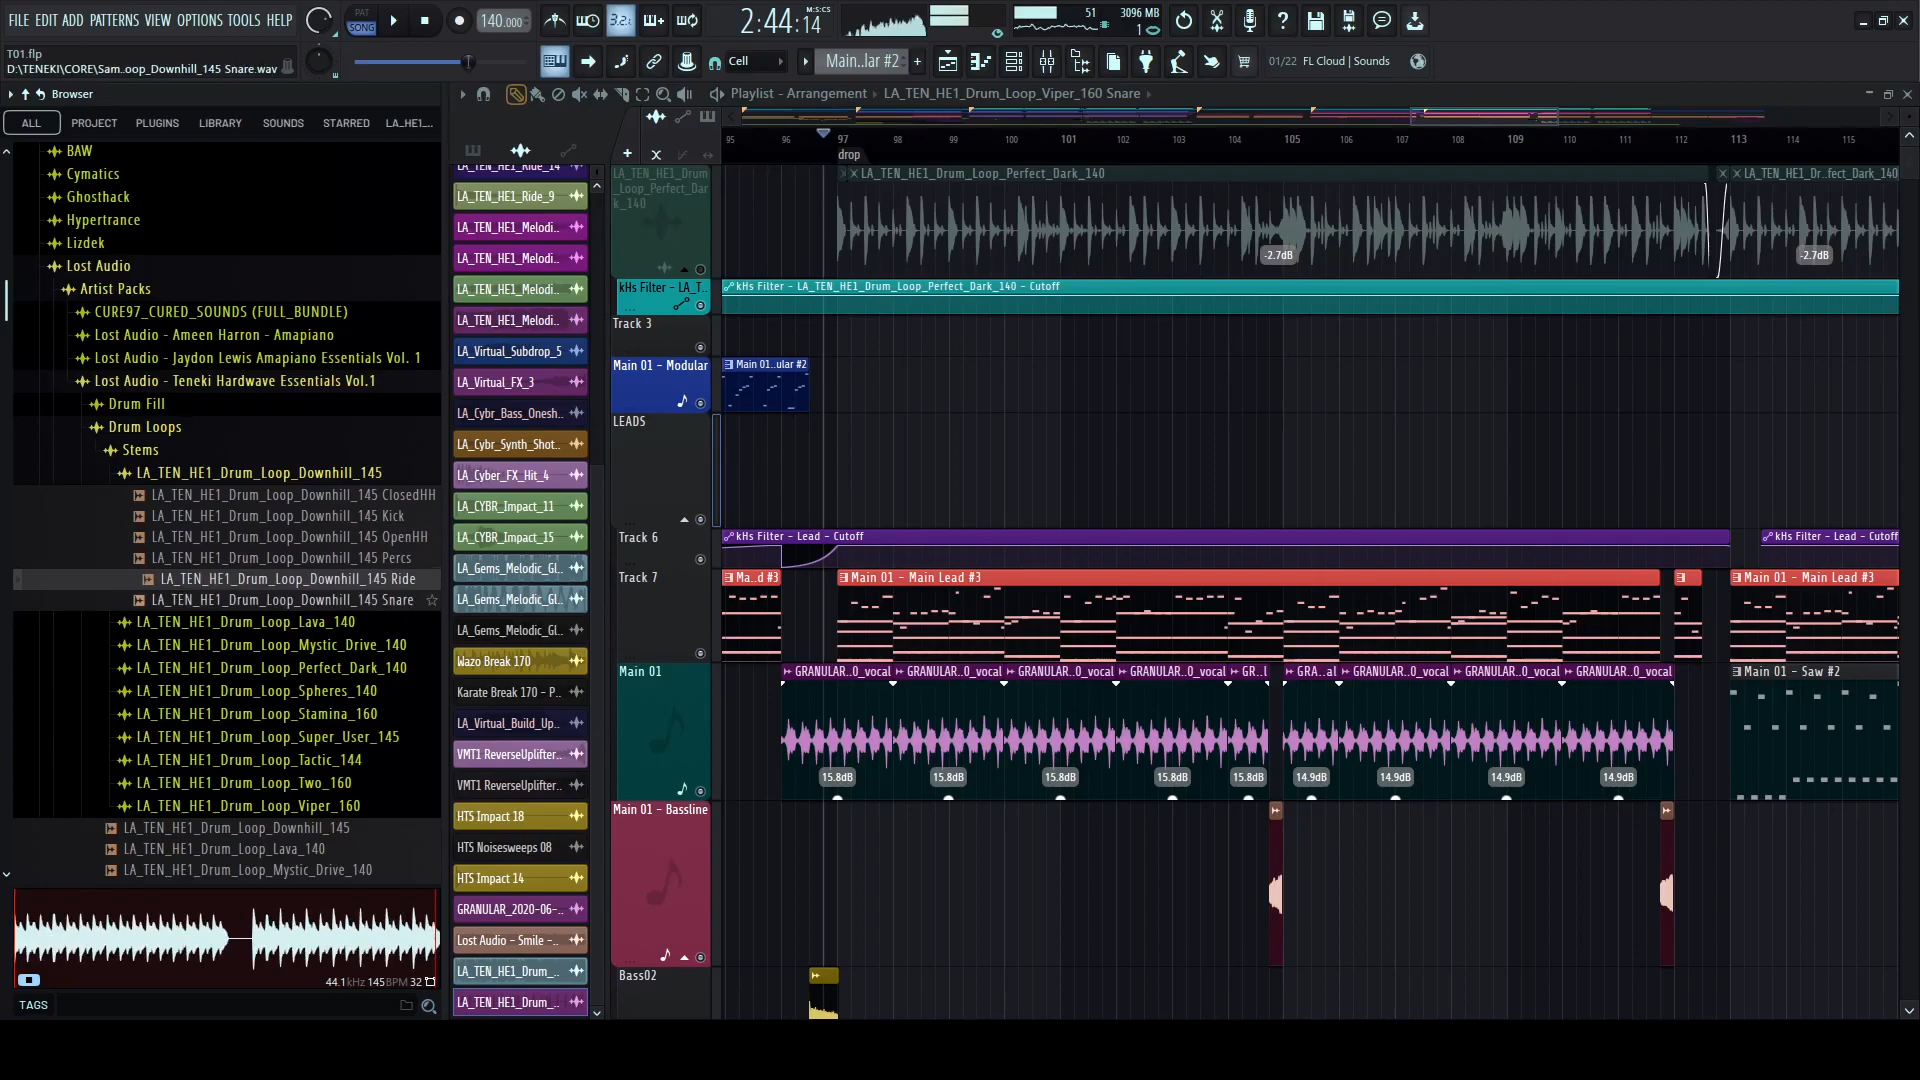 FILE EDIT ADD PATTERNS VIEW OPTIONS TOOLS HELP
PAT
SONG
140.000
3.2.
2:44:14
M:S:CS
51
3096 MB
1
T01.flp
D:\TENEKI\CORE\Sam..oop_Downhill_145 Snare.wav
Cell
Main..lar #2
01/22 FL Cloud | Sounds
Browser
ALL
PROJECT
PLUGINS
LIBRARY
SOUNDS
STARRED
LA_HE1_...
BAW
Cymatics
Ghosthack
Hypertrance
Lizdek
Lost Audio
Artist Packs
CURE97_CURED_SOUNDS (FULL_BUNDLE)
Lost Audio - Ameen Harron - Amapiano
Lost Audio - Jaydon Lewis Amapiano Essentials Vol. 1
Lost Audio - Teneki Hardwave Essentials Vol.1
Drum Fill
Drum Loops
Stems
LA_TEN_HE1_Drum_Loop_Downhill_145
LA_TEN_HE1_Drum_Loop_Downhill_145 ClosedHH
LA_TEN_HE1_Drum_Loop_Downhill_145 Kick
LA_TEN_HE1_Drum_Loop_Downhill_145 OpenHH
LA_TEN_HE1_Drum_Loop_Downhill_145 Percs
LA_TEN_HE1_Drum_Loop_Downhill_145 Ride
LA_TEN_HE1_Drum_Loop_Downhill_145 Snare
LA_TEN_HE1_Drum_Loop_Lava_140
LA_TEN_HE1_Drum_Loop_Mystic_Drive_140
LA_TEN_HE1_Drum_Loop_Perfect_Dark_140
LA_TEN_HE1_Drum_Loop_Spheres_140
LA_TEN_HE1_Drum_Loop_Stamina_160
LA_TEN_HE1_Drum_Loop_Super_User_145
LA_TEN_HE1_Drum_Loop_Tactic_144
LA_TEN_HE1_Drum_Loop_Two_160
LA_TEN_HE1_Drum_Loop_Viper_160
LA_TEN_HE1_Drum_Loop_Downhill_145
LA_TEN_HE1_Drum_Loop_Lava_140
LA_TEN_HE1_Drum_Loop_Mystic_Drive_140
44.1kHz 145BPM 32
TAGS
LA_TEN_HE1_Ride_14
LA_TEN_HE1_Ride_9
LA_TEN_HE1_Melodi..
LA_TEN_HE1_Melodi..
LA_TEN_HE1_Melodi..
LA_TEN_HE1_Melodi..
LA_Virtual_Subdrop_5
LA_Virtual_FX_3
LA_Cybr_Bass_Onesh..
LA_Cybr_Synth_Shot..
LA_Cyber_FX_Hit_4
LA_CYBR_Impact_11
LA_CYBR_Impact_15
LA_Gems_Melodic_Gl..
LA_Gems_Melodic_Gl..
LA_Gems_Melodic_Gl..
Wazo Break 170
Karate Break 170 - P..
LA_Virtual_Build_Up..
VMT1 ReverseUplifter..
VMT1 ReverseUplifter..
HTS Impact 18
HTS Noisesweeps 08
HTS Impact 14
GRANULAR_2020-06-..
Lost Audio - Smile -..
LA_TEN_HE1_Drum_..
LA_TEN_HE1_Drum_..
Playlist - Arrangement
LA_TEN_HE1_Drum_Loop_Viper_160 Snare
95 96 97 98 99 100 101 102 103 104 105 106 107 108 109 110 111 112 113 114 115
drop
LA_TEN_HE1_Drum
_Loop_Perfect_Dar
k_140
LA_TEN_HE1_Drum_Loop_Perfect_Dark_140
LA_TEN_HE1_Dr..fect_Dark_140
-2.7dB
-2.7dB
kHs Filter - LA_T..
kHs Filter - LA_TEN_HE1_Drum_Loop_Perfect_Dark_140 - Cutoff
Track 3
Main 01 - Modular
Main 01..ular #2
LEADS
Track 6
kHs Filter - Lead - Cutoff
kHs Filter - Lead - Cutoff
Track 7
Ma..d #3
Main 01 - Main Lead #3
Main 01 - Main Lead #3
Main 01
GRANULAR..0_vocal
GRANULAR..0_vocal
GRANULAR..0_vocal
GRANULAR..0_vocal
GR..l
GRA..al
GRANULAR..0_vocal
GRANULAR..0_vocal
GRANULAR..0_vocal
Main 01 - Saw #2
15.8dB
15.8dB
15.8dB
15.8dB
15.8dB
14.9dB
14.9dB
14.9dB
14.9dB
Main 01 - Bassline
Bass02